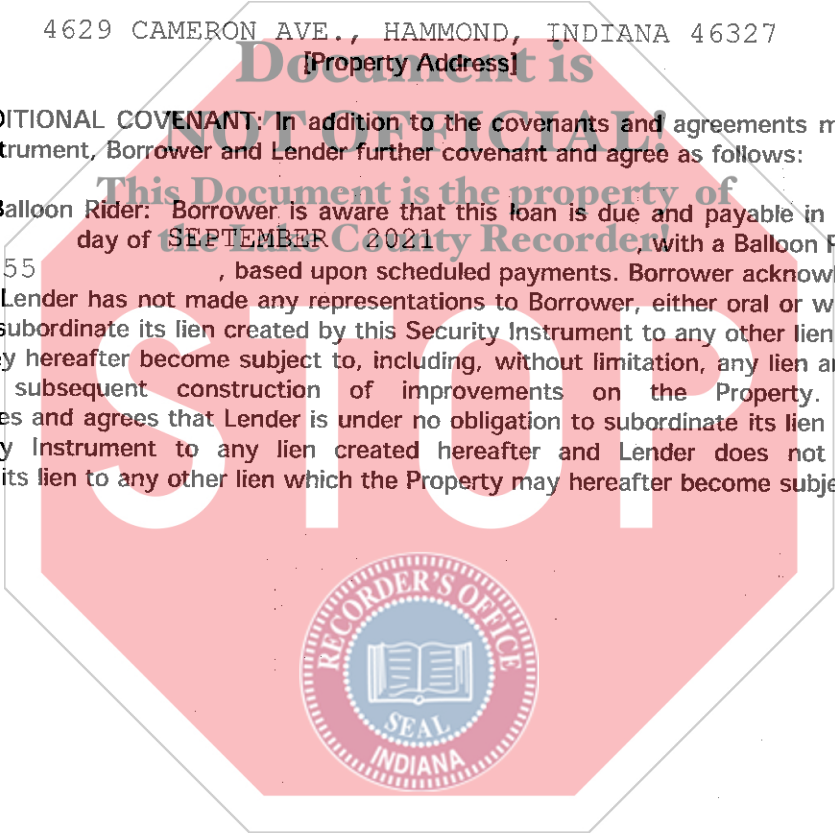 4629 CAMERON AVE., HAMMOND, INDIANA 46327
Document is
[Property Address]
NOT OFFICIAL!
DITIONAL COVENANT: In addition to the covenants and agreements m
trument, Borrower and Lender further covenant and agree as follows:
This Document is the property of
Balloon Rider: Borrower is aware that this loan is due and payable in
the Lake County Recorder!
day of SEPTEMBER 2021 , with a Balloon P
55 , based upon scheduled payments. Borrower acknowl
Lender has not made any representations to Borrower, either oral or w
subordinate its lien created by this Security Instrument to any other lien
y hereafter become subject to, including, without limitation, any lien a
subsequent construction of improvements on the Property.
es and agrees that Lender is under no obligation to subordinate its lien
y Instrument to any lien created hereafter and Lender does not
its lien to any other lien which the Property may hereafter become subje
STOP
RECORDER'S OFFICE
SEAL
INDIANA